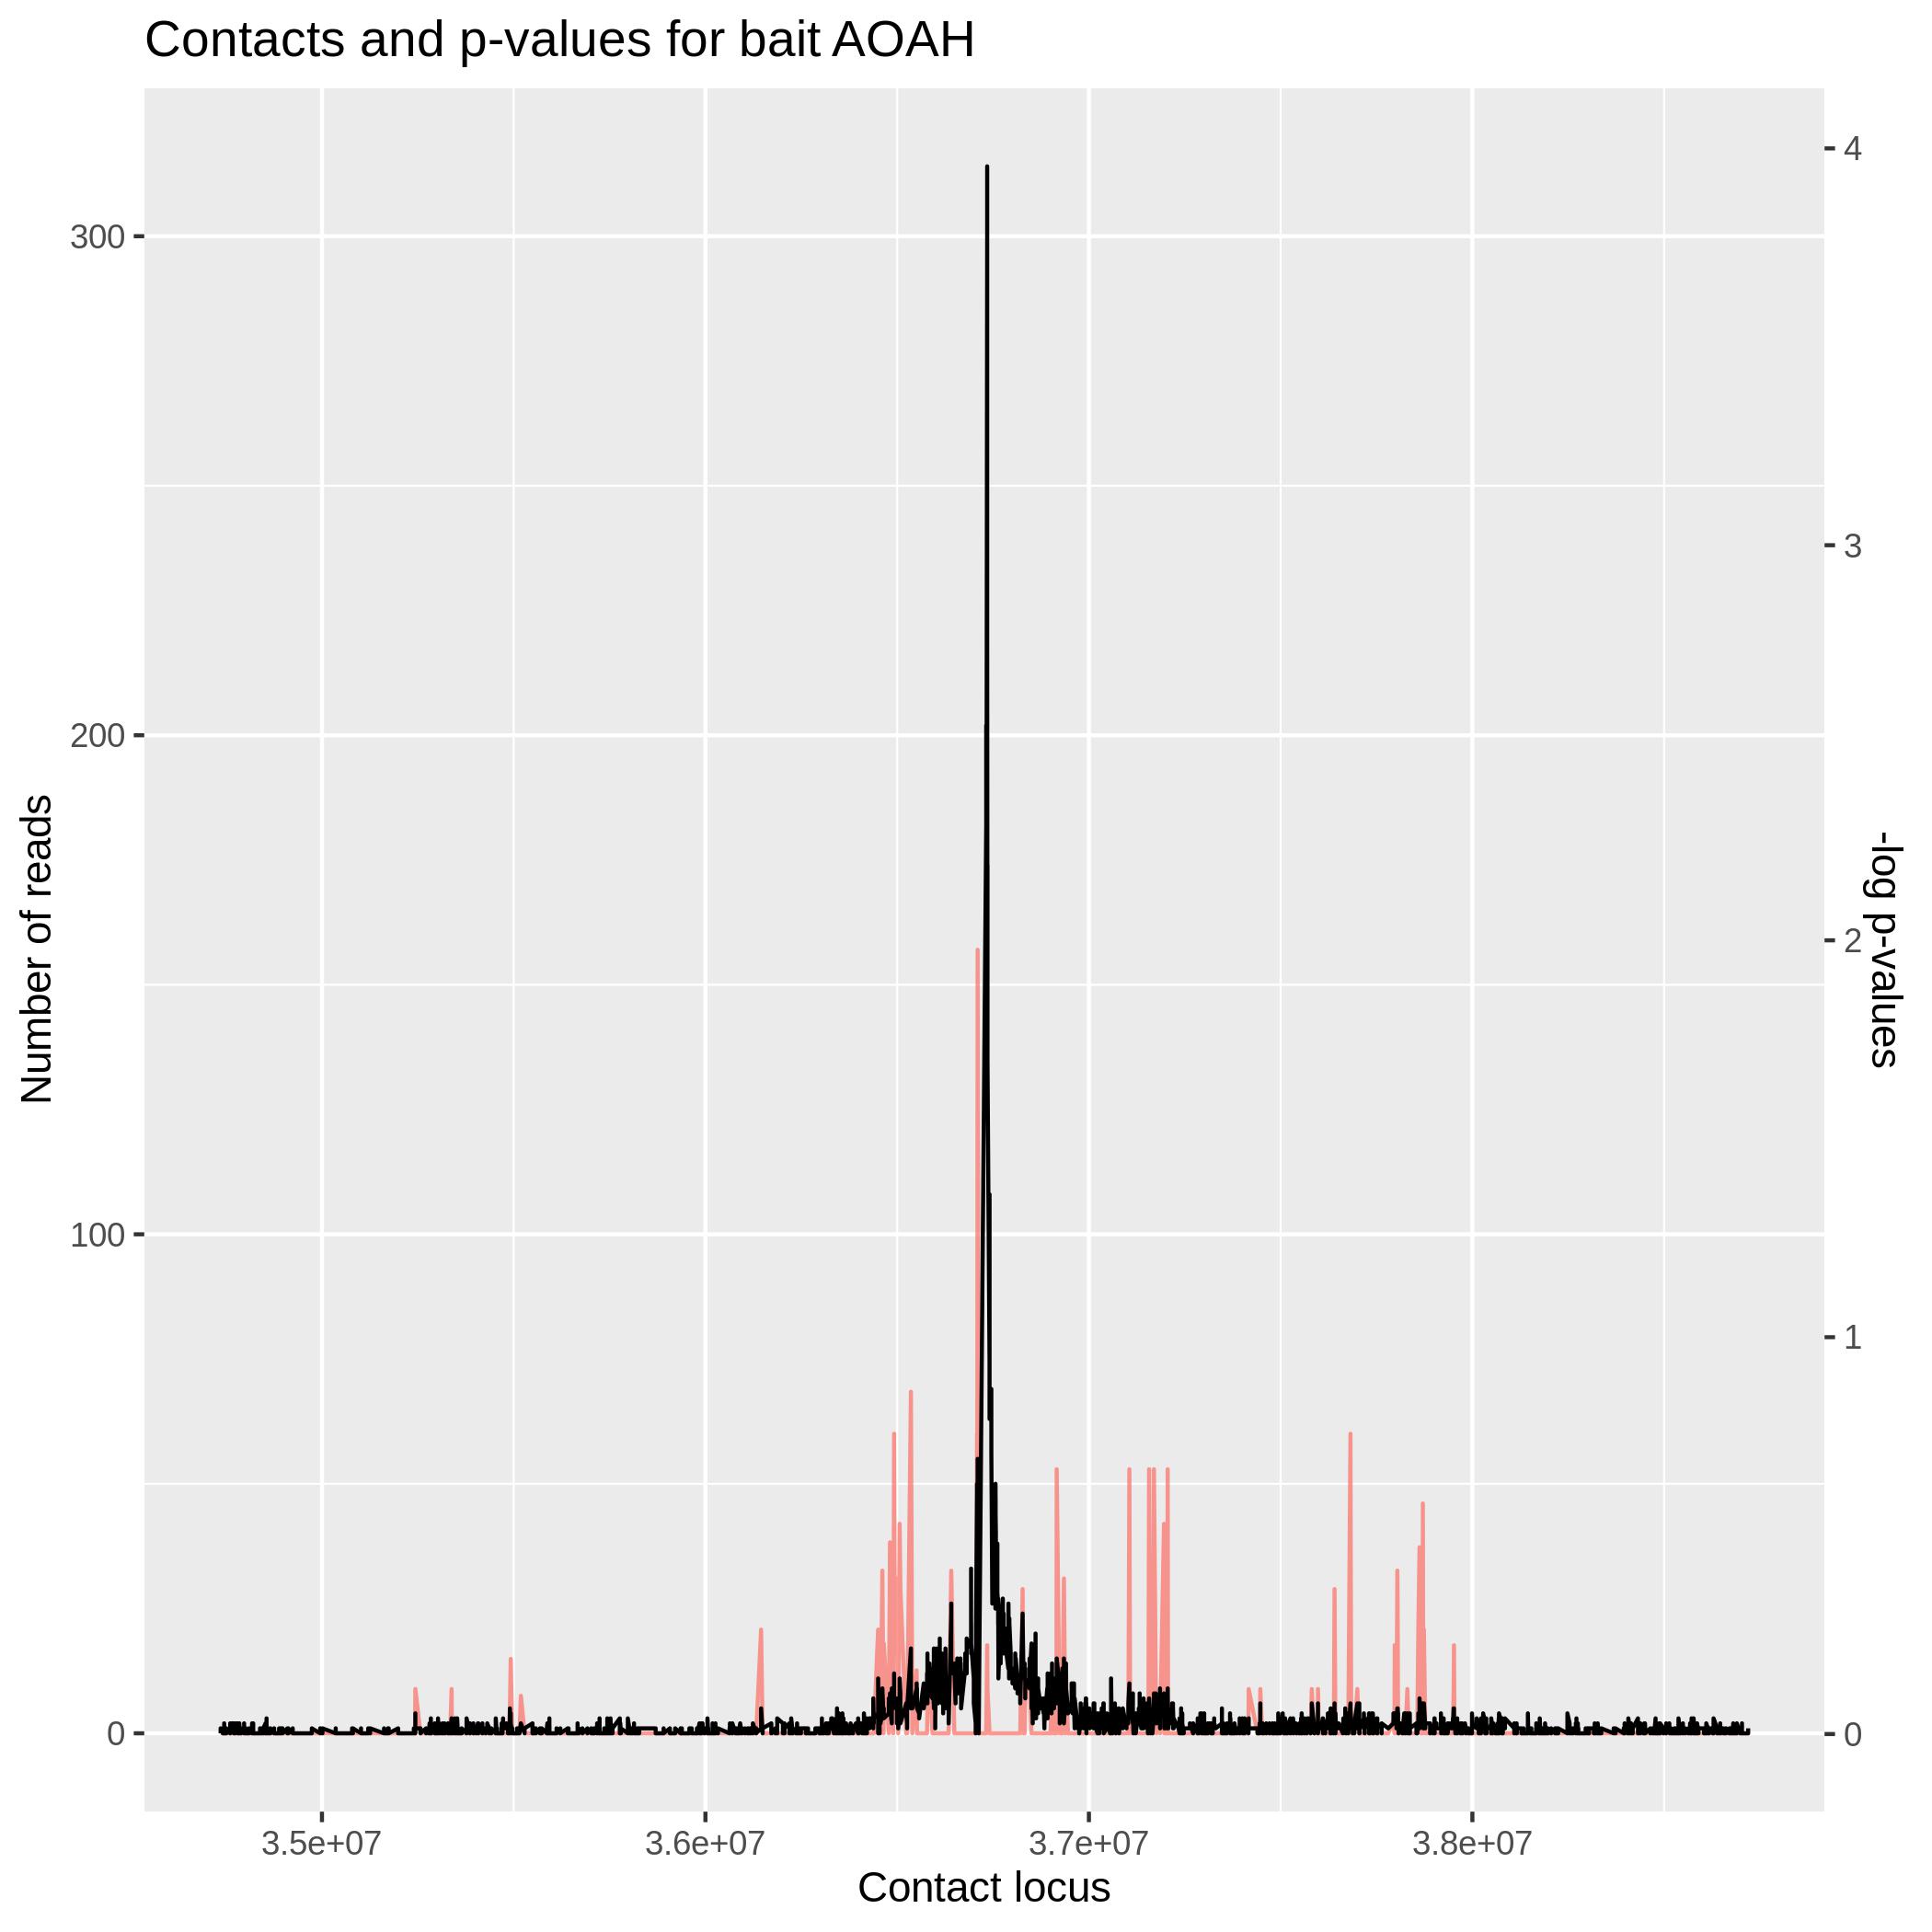 Contacts and p-values for bait AOAH
Number of reads
300
200
100
0
4
3
2
1
0
-log p-values
3.5e+07 3.6e+07 3.7e+07 3.8e+07
Contact locus